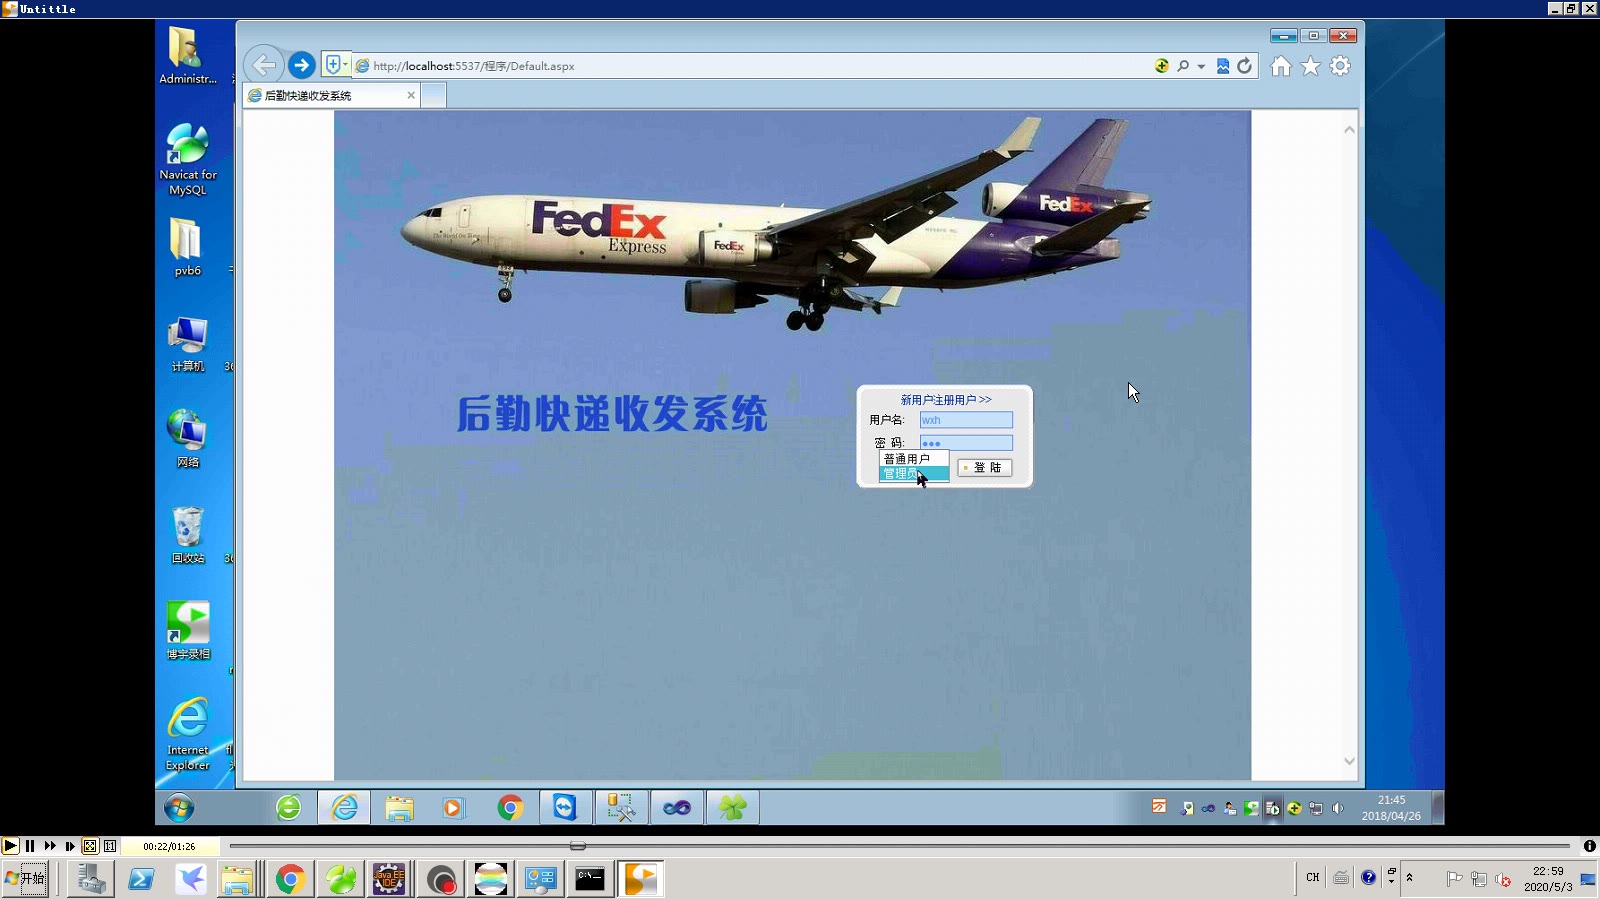 Untittle
Administr...
Navicat for
MySQL
pvb6
计算机
网络
回收站
博宇录相
Internet
Explorer
http://localhost:5537/程序/Default.aspx
后勤快递收发系统
FedEx
Express
FedEx
FedEx
后勤快递收发系统
新用户注册用户>>
用户名:
wxh
密 码:
普通用户
管理员
登 陆
21:45
2018/04/26
00:22/01:26
开始
Java EE
IDE
C:\_
CH
22:59
2020/5/3